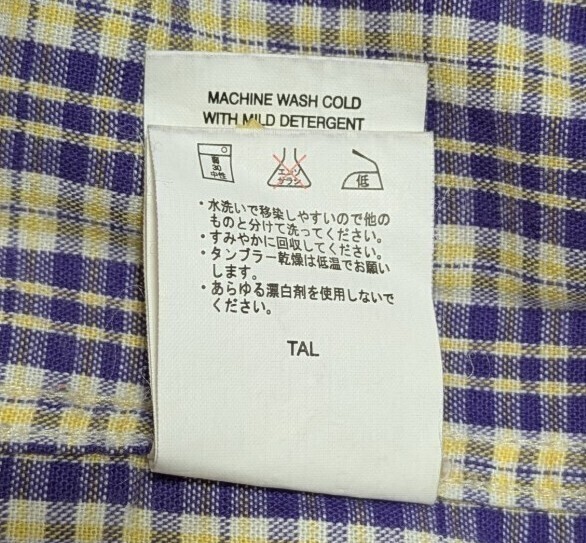 MACHINE WASH COLD
WITH MILD DETERGENT
弱
30
中性
エンソ
サラシ
低
・水洗いで移染しやすいので他の
ものと分けて洗ってください。
・すみやかに回収してください。
・タンブラー乾燥は低温でお願い
します。
・あらゆる漂白剤を使用しないで
ください。
TAL